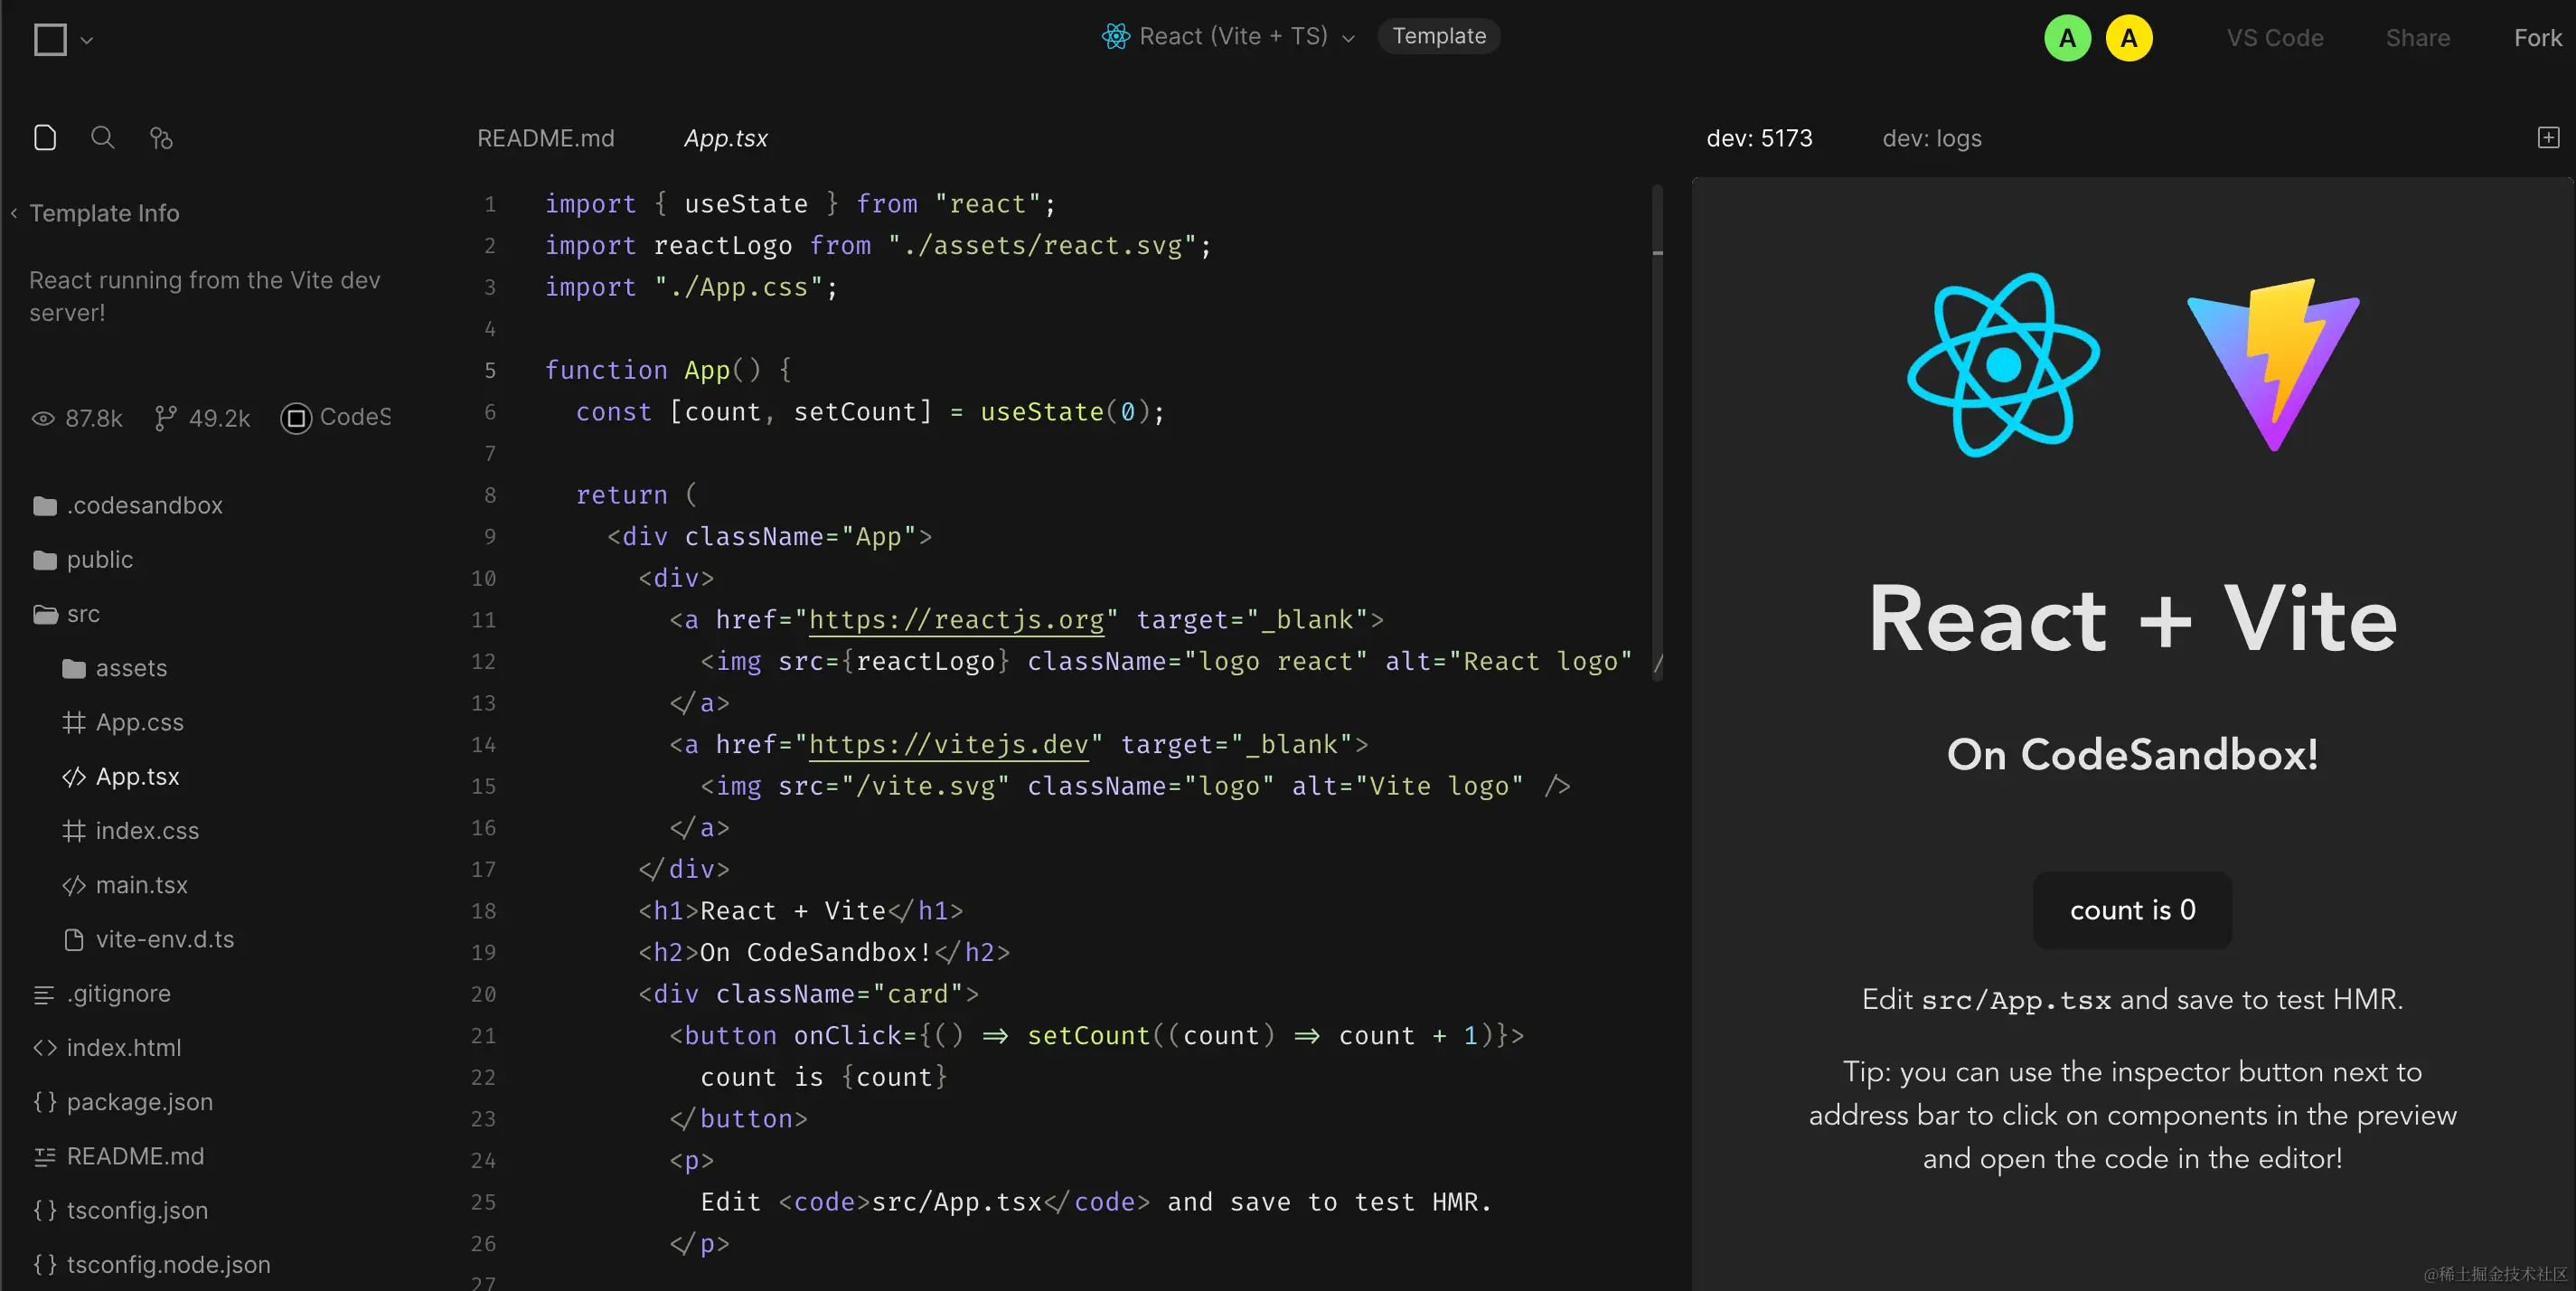 React (Vite + TS)
Template
A
A
VS Code
Share
Fork
Template Info
React running from the Vite dev
server!
87.8k
49.2k
CodeS
.codesandbox
public
src
assets
App.css
App.tsx
index.css
main.tsx
vite-env.d.ts
.gitignore
index.html
package.json
README.md
tsconfig.json
tsconfig.node.json
README.md
App.tsx
1 import { useState } from "react";
2 import reactLogo from "./assets/react.svg";
3 import "./App.css";
4
5 function App() {
6 const [count, setCount] = useState(0);
7
8 return (
9 <div className="App">
10 <div>
11 <a href="https://reactjs.org" target="_blank">
12 <img src={reactLogo} className="logo react" alt="React logo" /
13 </a>
14 <a href="https://vitejs.dev" target="_blank">
15 <img src="/vite.svg" className="logo" alt="Vite logo" />
16 </a>
17 </div>
18 <h1>React + Vite</h1>
19 <h2>On CodeSandbox!</h2>
20 <div className="card">
21 <button onClick={() => setCount((count) => count + 1)}>
22 count is {count}
23 </button>
24 <p>
25 Edit <code>src/App.tsx</code> and save to test HMR.
26 </p>
27
dev: 5173
dev: logs
React + Vite
On CodeSandbox!
count is 0
Edit src/App.tsx and save to test HMR.
Tip: you can use the inspector button next to
address bar to click on components in the preview
and open the code in the editor!
@稀土掘金技术社区